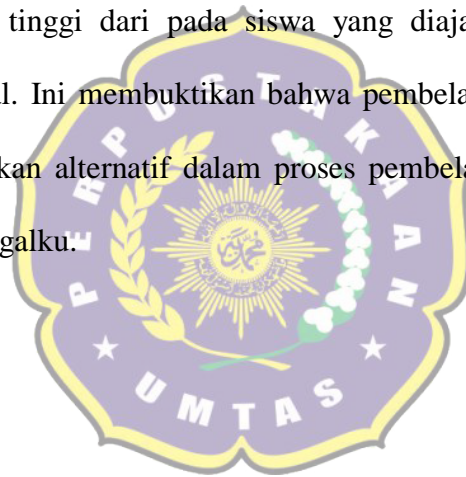 tinggi dari pada siswa yang diaja
l. Ini membuktikan bahwa pembela
kan alternatif dalam proses pembela
galku.
PERPUSTAKAAN
UMTAS